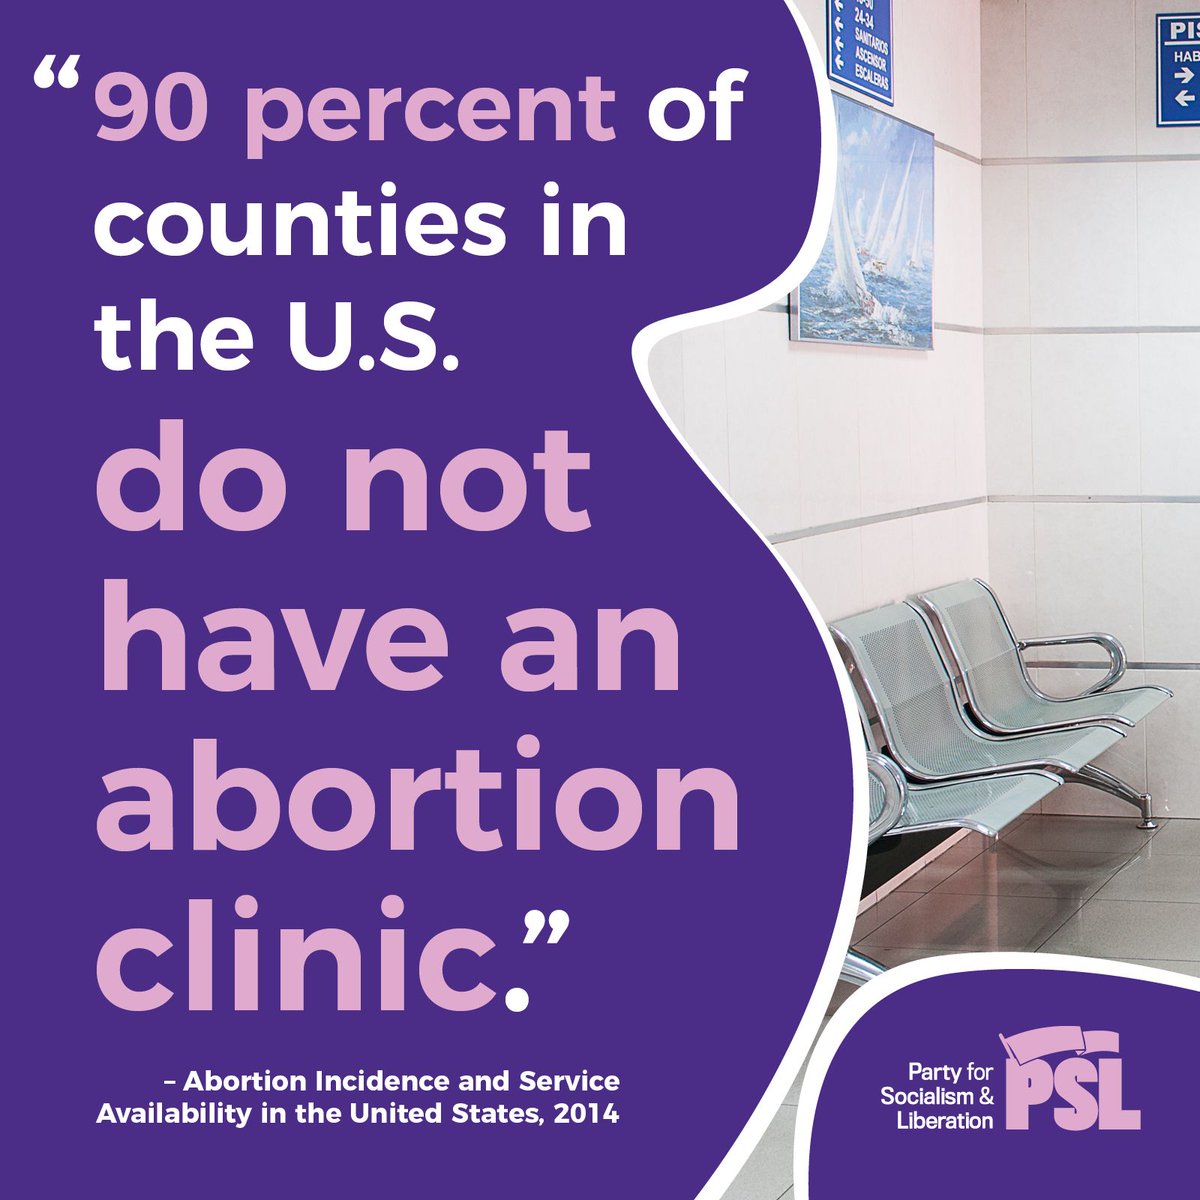 “90 percent of
counties in
the U.S.
do not
have an
abortion
clinic.”
– Abortion Incidence and Service
Availability in the United States, 2014
24-34
SANITARIOS
ASCENSOR
ESCALERAS
HAB
Party for
Socialism &
Liberation
PSL